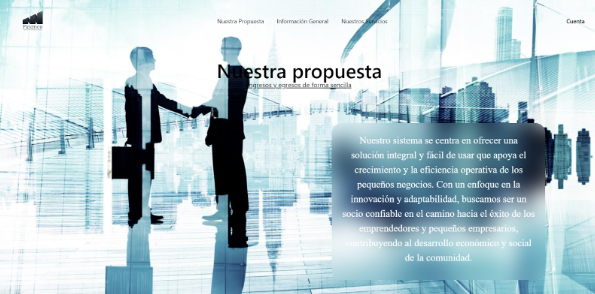 Nuestra Propuesta
Información General
Nuestros Servicios
Cuenta
Nuestra propuesta
ingresos y egresos de forma sencilla
Nuestro sistema se centra en ofrecer una
solución integral y fácil de usar que apoya el
crecimiento y la eficiencia operativa de los
pequeños negocios. Con un enfoque en la
innovación y adaptabilidad, buscamos ser un
socio confiable en el camino hacia el éxito de los
emprendedores y pequeños empresarios,
contribuyendo al desarrollo económico y social
de la comunidad.